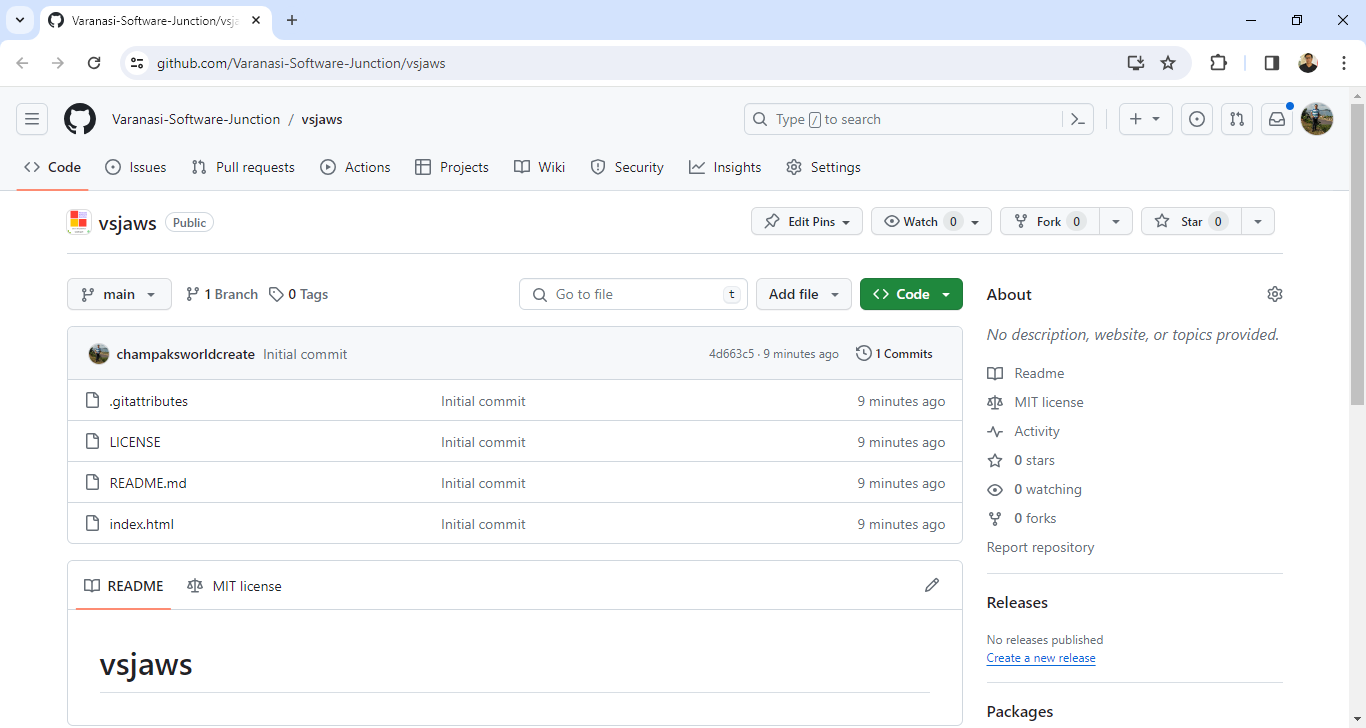 Varanasi-Software-Junction/vsja
github.com/Varanasi-Software-Junction/vsjaws
Varanasi-Software-Junction / vsjaws
Type / to search
Code Issues Pull requests Actions Projects Wiki Security Insights Settings
vsjaws Public
Edit Pins Watch 0 Fork 0 Star 0
main 1 Branch 0 Tags Go to file t Add file Code
champaksworldcreate Initial commit 4d663c5 · 9 minutes ago 1 Commits
.gitattributes Initial commit 9 minutes ago
LICENSE Initial commit 9 minutes ago
README.md Initial commit 9 minutes ago
index.html Initial commit 9 minutes ago
README MIT license
vsjaws
About
No description, website, or topics provided.
Readme
MIT license
Activity
0 stars
0 watching
0 forks
Report repository
Releases
No releases published
Create a new release
Packages